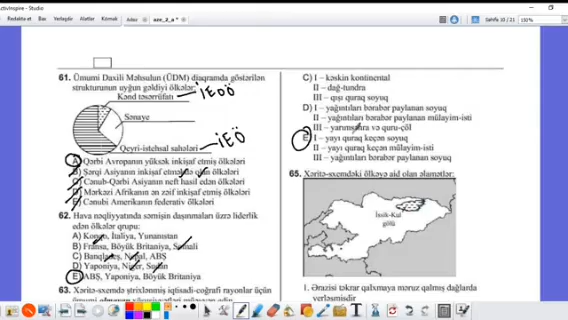 ctivInspire - Studio
Redaktə et Bax Yerləşdir Alətlər Kömək
aze_2_a *
Səhifə 10 / 21
61. Ümumi Daxili Məhsulun (ÜDM) diaqramda göstərilən
strukturunun uyğun gəldiyi ölkələr:
Kənd təsərrüfatı
İEOÖ
Sənaye
Qeyri-istehsal sahələri
İEÖ
A) Qərbi Avropanın yüksək inkişaf etmiş ölkələri
B) Şərqi Asiyanın inkişaf etməkdə olan ölkələri
C) Cənub-Qərbi Asiyanın neft hasil edən ölkələri
D) Mərkəzi Afrikanın ən zəif inkişaf etmiş ölkələri
E) Cənubi Amerikanın federativ ölkələri
62. Hava nəqliyyatında sərnişin daşınmaları üzrə liderlik
edən ölkələr qrupu:
A) Konqo, İtaliya, Yunanıstan
B) Fransa, Böyük Britaniya, Somali
C) Banqladeş, Nepal, ABŞ
D) Yaponiya, Niger, Sudan
E) ABŞ, Yaponiya, Böyük Britaniya
63. Xəritə-sxemdə ştrixlənmiş iqtisadi-coğrafi rayonlar üçün
C) I – kəskin kontinental
II – dağ-tundra
III – qışı quraq soyuq
D) I – yağıntıları bərabər paylanan soyuq
II – yağıntıları bərabər paylanan mülayim-isti
III – yarımsəhra və quru-çöl
E) I – yayı quraq keçən soyuq
II – yayı quraq keçən mülayim-isti
III – yağıntıları bərabər paylanan soyuq
65. Xəritə-sxemdəki ölkəyə aid olan əlamətlər:
İssik-Kul
gölü
1. Ərazisi təkrar qalxmaya məruz qalmış dağlarda
yerləşmişdir